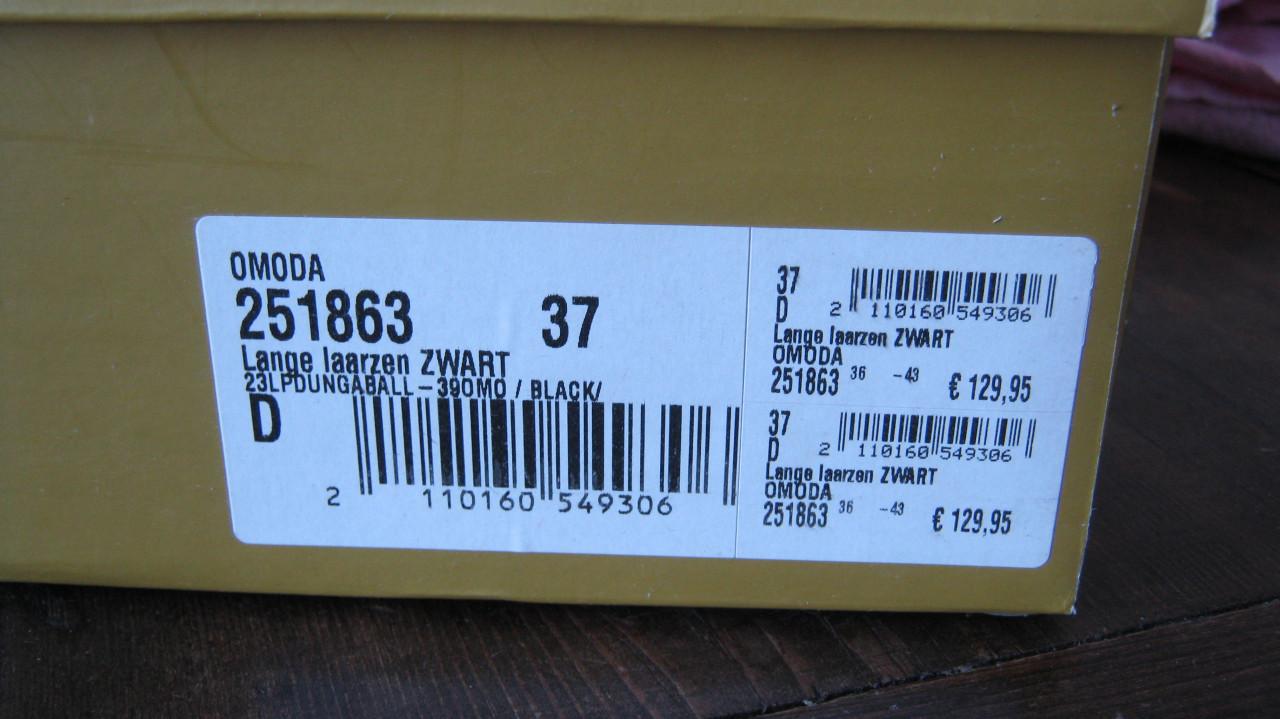 OMODA
251863 37
Lange laarzen ZWART
23LPDUNGABALL-390MO / BLACK/
D
2 110160 549306
37
D 2 110160 549306
Lange laarzen ZWART
OMODA
251863 36 -43 € 129,95
37
D 2 110160 549306
Lange laarzen ZWART
OMODA
251863 36 -43 € 129,95